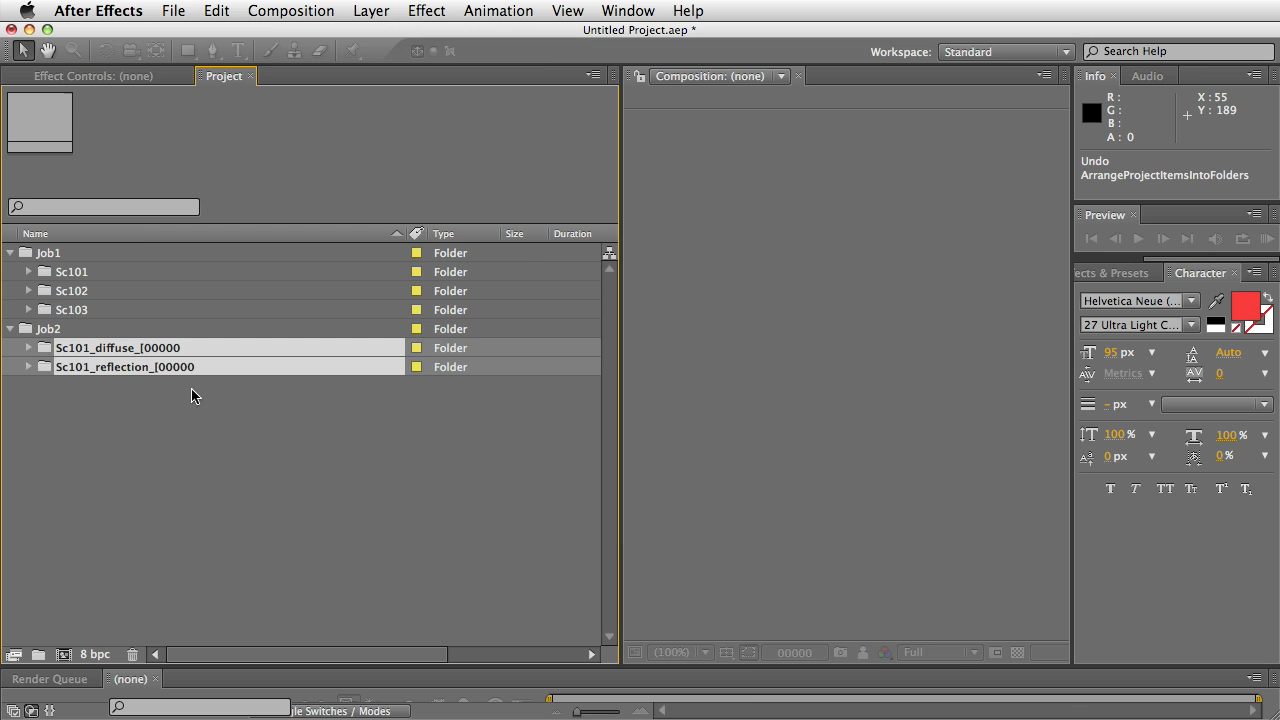 After Effects File Edit Composition Layer Effect Animation View Window Help
Untitled Project.aep *
Workspace: Standard Search Help
Effect Controls: (none) Project Composition: (none) Info Audio
R : X : 55
G : Y : 189
B :
A : 0
Undo
ArrangeProjectItemsIntoFolders
Preview
Name Type Size Duration
Job1 Folder
Sc101 Folder
Sc102 Folder
Sc103 Folder
Job2 Folder
Sc101_diffuse_[00000 Folder
Sc101_reflection_[00000 Folder
ects & Presets Character
Helvetica Neue (...
27 Ultra Light C...
95 px Auto
Metrics 0
- px
100 % 100 %
0 px 0 %
T T TT Tt T¹ T₁
8 bpc (100%) 00000 Full
Render Queue (none)
gle Switches / Modes